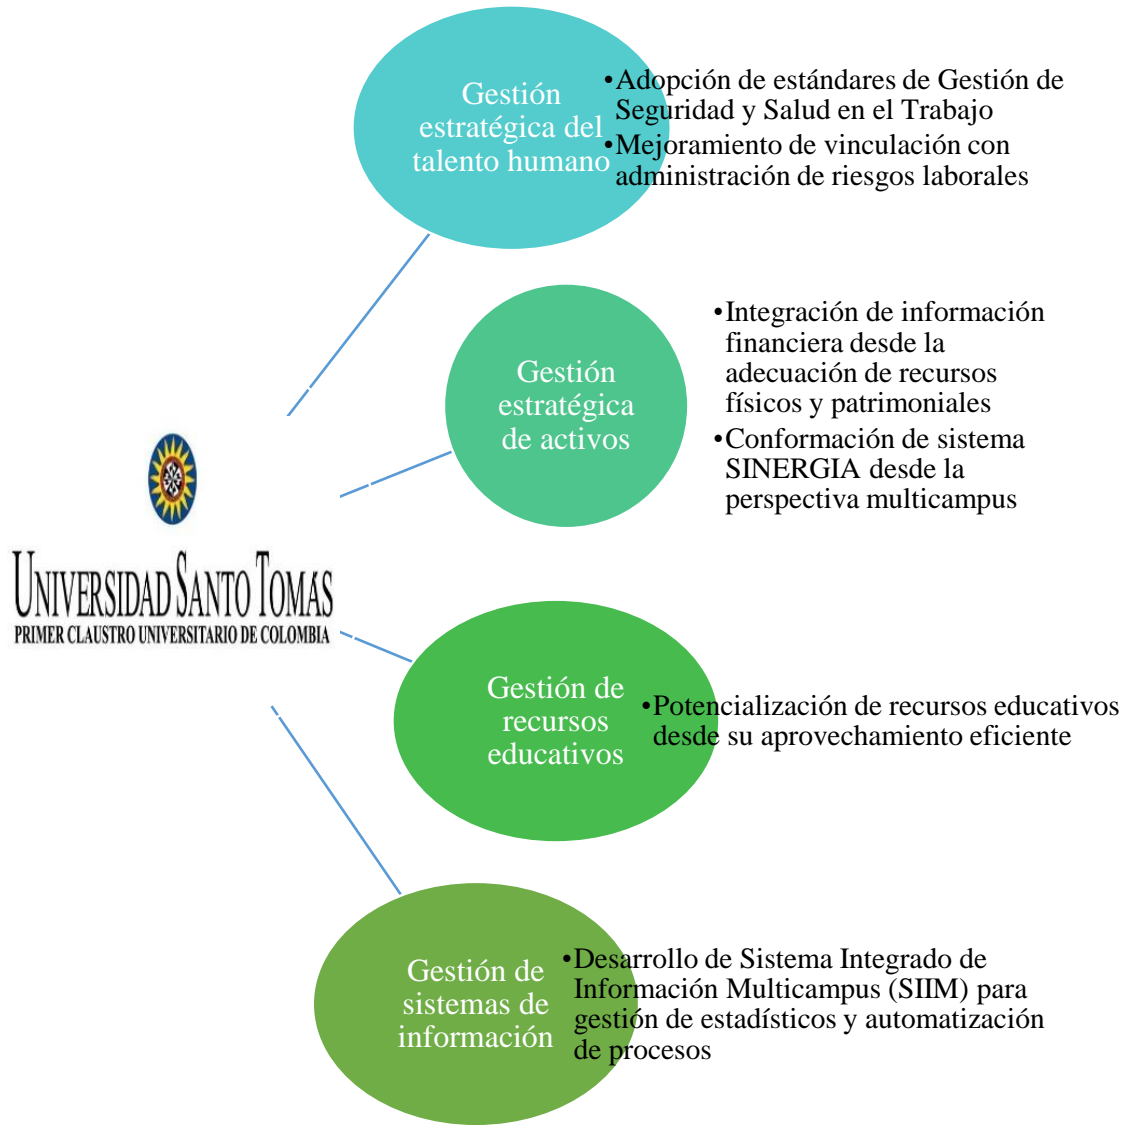 Gestión
estratégica del
talento humano
•Adopción de estándares de Gestión de
Seguridad y Salud en el Trabajo
•Mejoramiento de vinculación con
administración de riesgos laborales
Gestión
estratégica
de activos
•Integración de información
financiera desde la
adecuación de recursos
físicos y patrimoniales
•Conformación de sistema
SINERGIA desde la
perspectiva multicampus
UNIVERSIDAD SANTO TOMÁS
PRIMER CLAUSTRO UNIVERSITARIO DE COLOMBIA
Gestión de
recursos
educativos
•Potencialización de recursos educativos
desde su aprovechamiento eficiente
Gestión de
sistemas de
información
•Desarrollo de Sistema Integrado de
Información Multicampus (SIIM) para
gestión de estadísticos y automatización
de procesos